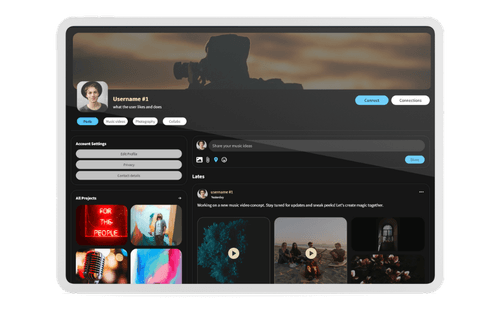 Username #1
what the user likes and does
Connect
Connections
Music videos
Photography
Account Settings
Edit Profile
Privacy
Contact details
Share your music ideas
Share
Lates
All Projects
username #1
Yesterday
Working on a new music video concept. Stay tuned for updates and sneak peeks! Let's create magic together.
FOR
THE
PEOPLE